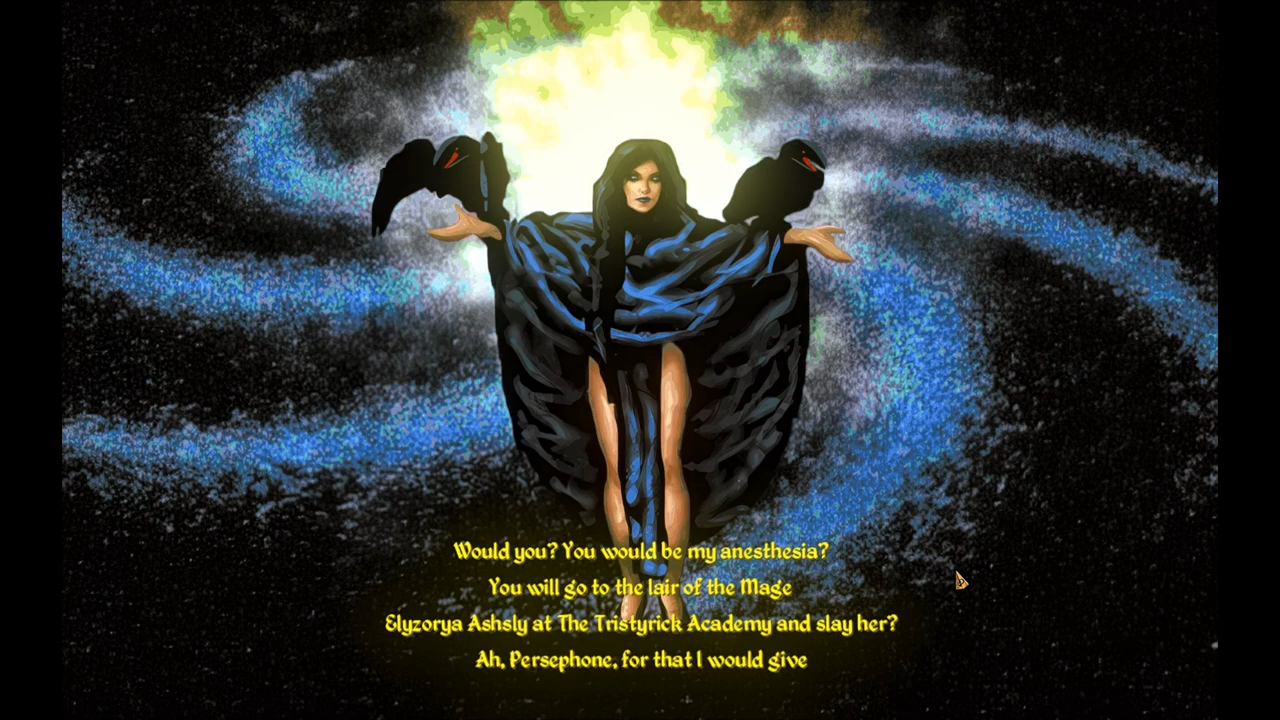 Would you? You would be my anesthesia?
You will go to the lair of the Mage
Elyzorya Ashsly at The Tristyrick Academy and slay her?
Ah, Persephone, for that I would give